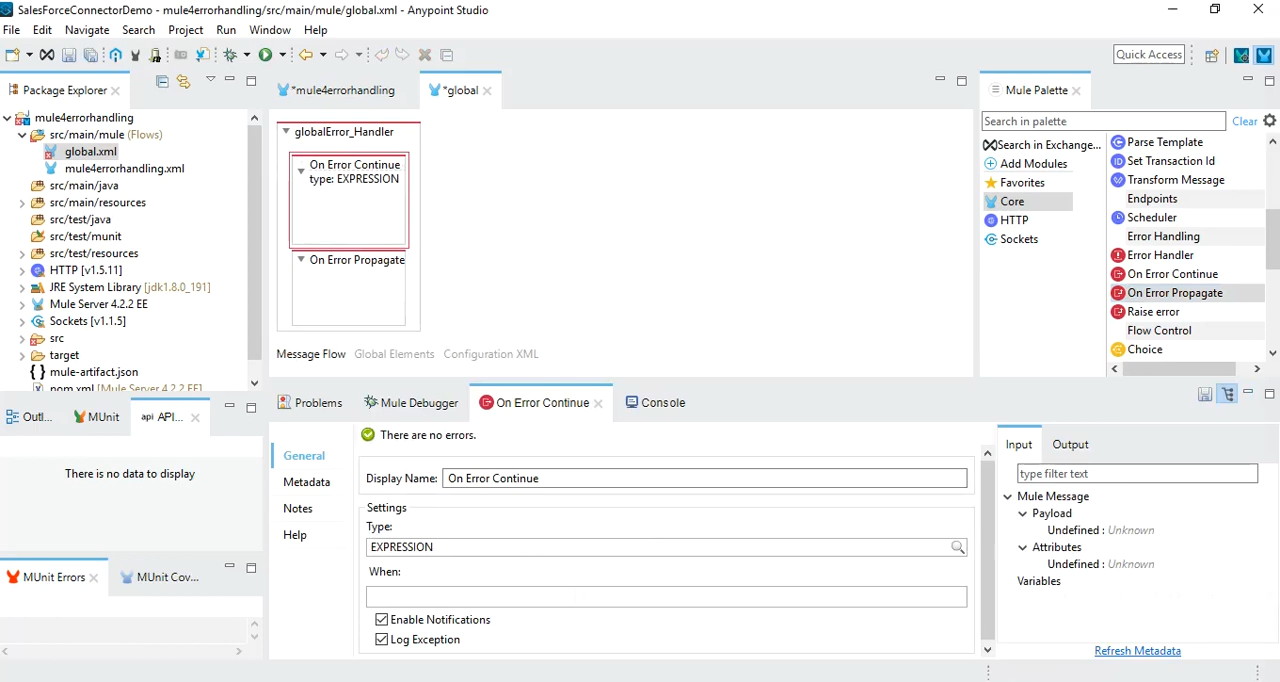 SalesForceConnectorDemo - mule4errorhandling/src/main/mule/global.xml - Anypoint Studio
File Edit Navigate Search Project Run Window Help
Quick Access
Package Explorer
mule4errorhandling
src/main/mule (Flows)
global.xml
mule4errorhandling.xml
src/main/java
src/main/resources
src/test/java
src/test/munit
src/test/resources
HTTP [v1.5.11]
JRE System Library [jdk1.8.0_191]
Mule Server 4.2.2 EE
Sockets [v1.1.5]
src
target
mule-artifact.json
pom.xml [Mule Server 4.2.2 EE]
Outl... MUnit api API...
There is no data to display
MUnit Errors MUnit Cov...
*mule4errorhandling *global
globalError_Handler
On Error Continue
type: EXPRESSION
On Error Propagate
Message Flow Global Elements Configuration XML
Mule Palette
Search in palette Clear
Search in Exchange...
Add Modules
Favorites
Core
HTTP
Sockets
Parse Template
Set Transaction Id
Transform Message
Endpoints
Scheduler
Error Handling
Error Handler
On Error Continue
On Error Propagate
Raise error
Flow Control
Choice
Problems Mule Debugger On Error Continue Console
General
Metadata
Notes
Help
There are no errors.
Display Name: On Error Continue
Settings
Type:
EXPRESSION
When:
Enable Notifications
Log Exception
Input Output
type filter text
Mule Message
Payload
Undefined : Unknown
Attributes
Undefined : Unknown
Variables
Refresh Metadata